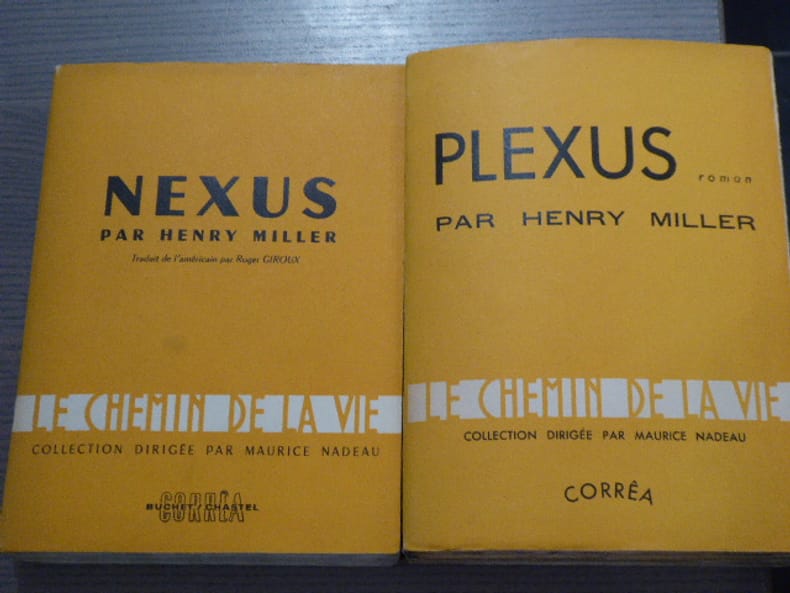 NEXUS
PAR HENRY MILLER
Traduit de l'américain par Roger GIROUX
LE CHEMIN DE LA VIE
COLLECTION DIRIGÉE PAR MAURICE NADEAU
CORRÊA
BUCHET/CHASTEL
PLEXUS roman
PAR HENRY MILLER
LE CHEMIN DE LA VIE
COLLECTION DIRIGÉE PAR MAURICE NADEAU
CORRÊA